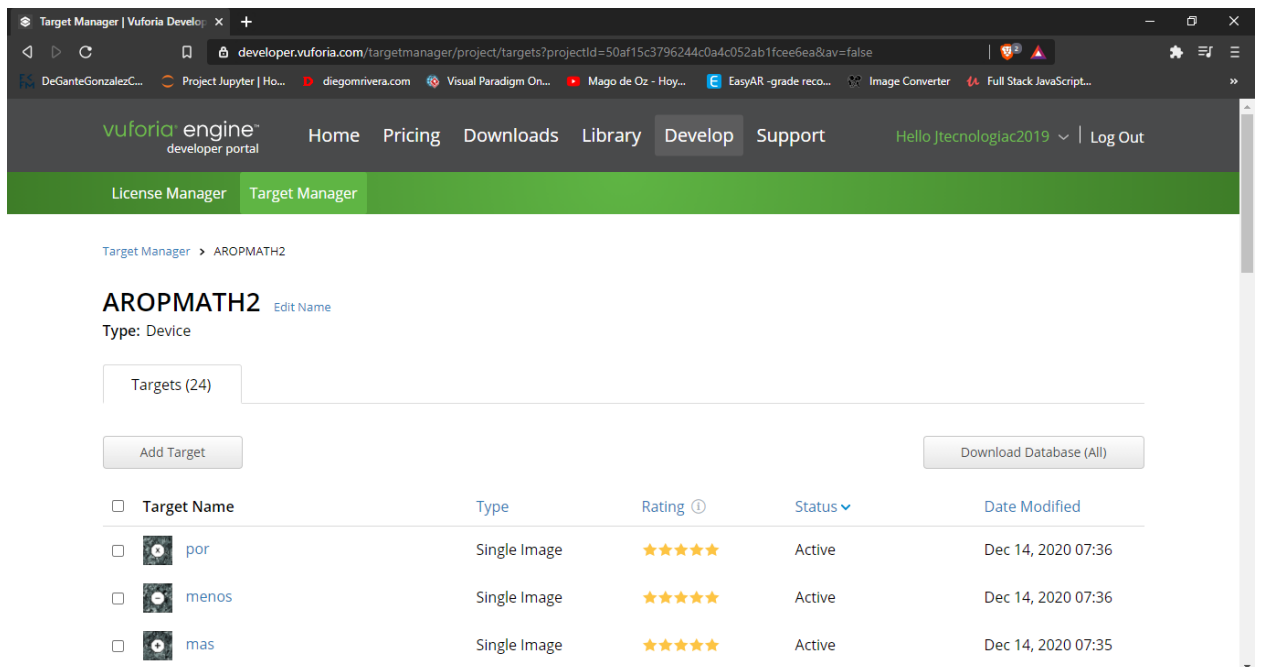 Target Manager | Vuforia Develop
developer.vuforia.com/targetmanager/project/targets?projectId=50af15c3796244c0a4c052ab1fcee6ea&av=false
2
FS FM DeGanteGonzalezC... Project Jupyter | Ho... D diegomrivera.com Visual Paradigm On... Mago de Oz - Hoy... E EasyAR -grade reco... Image Converter Full Stack JavaScript... »
vuforia® engine™ Home Pricing Downloads Library Develop Support Hello Jtecnologiac2019 | Log Out
developer portal
License Manager Target Manager
Target Manager > AROPMATH2
AROPMATH2 Edit Name
Type: Device
Targets (24)
Add Target Download Database (All)
Target Name Type Rating Status Date Modified
por Single Image Active Dec 14, 2020 07:36
menos Single Image Active Dec 14, 2020 07:36
mas Single Image Active Dec 14, 2020 07:35